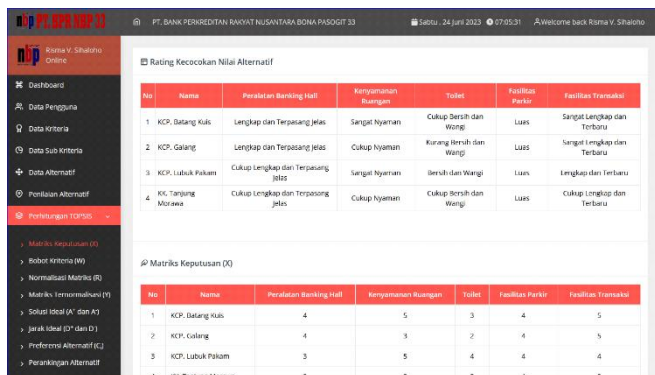 nbp PT. BPR NBP 33
PT. BANK PERKREDITAN RAKYAT NUSANTARA BONA PASOGIT 33
Sabtu , 24 Juni 2023 07:05:31 Welcome back Risma V. Sihaloho
nbp Risma V. Sihaloho
Online
Dashboard
Data Pengguna
Data Kriteria
Data Sub Kriteria
Data Alternatif
Penilaian Alternatif
Perhitungan TOPSIS
Matriks Keputusan (X)
Bobot Kriteria (W)
Normalisasi Matriks (R)
Matriks Ternormalisasi (Y)
Solusi Ideal (A⁺ dan A⁻)
Jarak Ideal (D⁺ dan D⁻)
Preferensi Alternatif (Cᵢ)
Perankingan Alternatif
Rating Kecocokan Nilai Alternatif
No Nama Peralatan Banking Hall Kenyamanan Ruangan Toilet Fasilitas Parkir Fasilitas Transaksi
1 KCP. Batang Kuis Lengkap dan Terpasang Jelas Sangat Nyaman Cukup Bersih dan Wangi Luas Sangat Lengkap dan Terbaru
2 KCP. Galang Lengkap dan Terpasang Jelas Cukup Nyaman Kurang Bersih dan Wangi Luas Sangat Lengkap dan Terbaru
3 KCP. Lubuk Pakam Cukup Lengkap dan Terpasang Jelas Sangat Nyaman Bersih dan Wangi Luas Lengkap dan Terbaru
4 KK. Tanjung Morawa Cukup Lengkap dan Terpasang Jelas Cukup Nyaman Cukup Bersih dan Wangi Luas Cukup Lengkap dan Terbaru
Matriks Keputusan (X)
No Nama Peralatan Banking Hall Kenyamanan Ruangan Toilet Fasilitas Parkir Fasilitas Transaksi
1 KCP. Batang Kuis 4 5 3 4 5
2 KCP. Galang 4 3 2 4 5
3 KCP. Lubuk Pakam 3 5 4 4 4